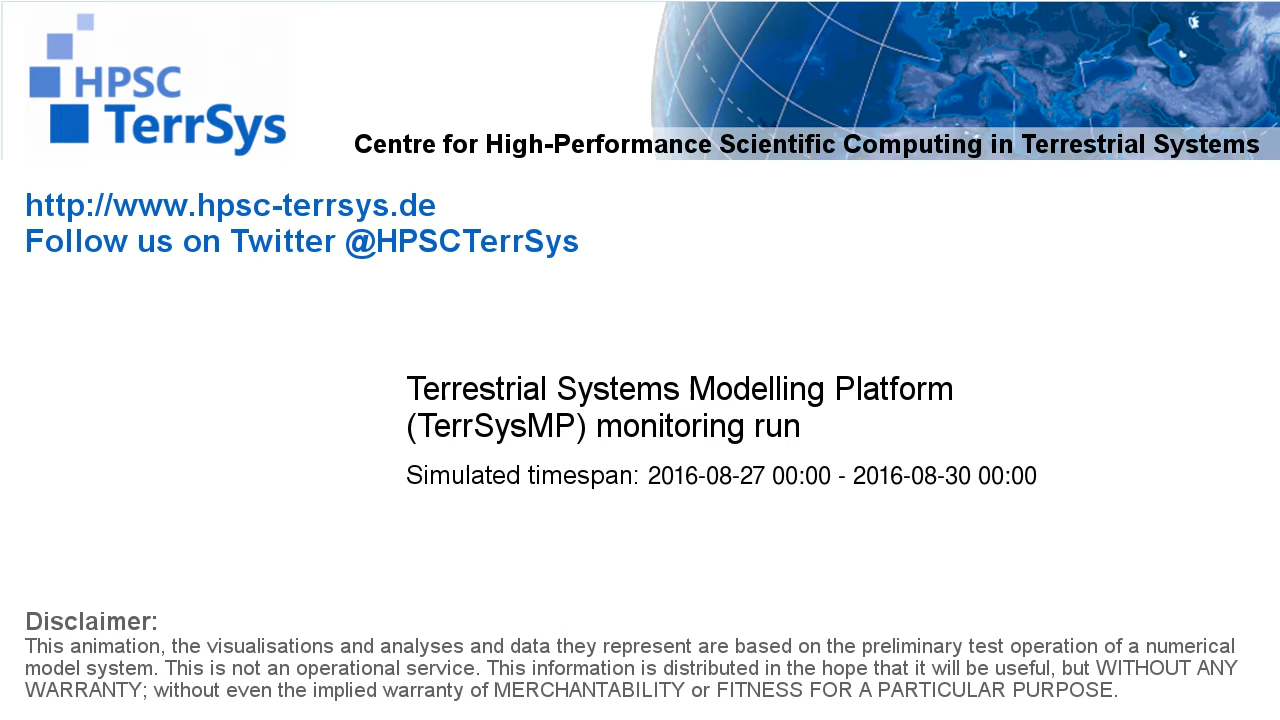 HPSC
TerrSys
Centre for High-Performance Scientific Computing in Terrestrial Systems
http://www.hpsc-terrsys.de
Follow us on Twitter @HPSCTerrSys
Terrestrial Systems Modelling Platform
(TerrSysMP) monitoring run
Simulated timespan: 2016-08-27 00:00 - 2016-08-30 00:00
Disclaimer:
This animation, the visualisations and analyses and data they represent are based on the preliminary test operation of a numerical
model system. This is not an operational service. This information is distributed in the hope that it will be useful, but WITHOUT ANY
WARRANTY; without even the implied warranty of MERCHANTABILITY or FITNESS FOR A PARTICULAR PURPOSE.